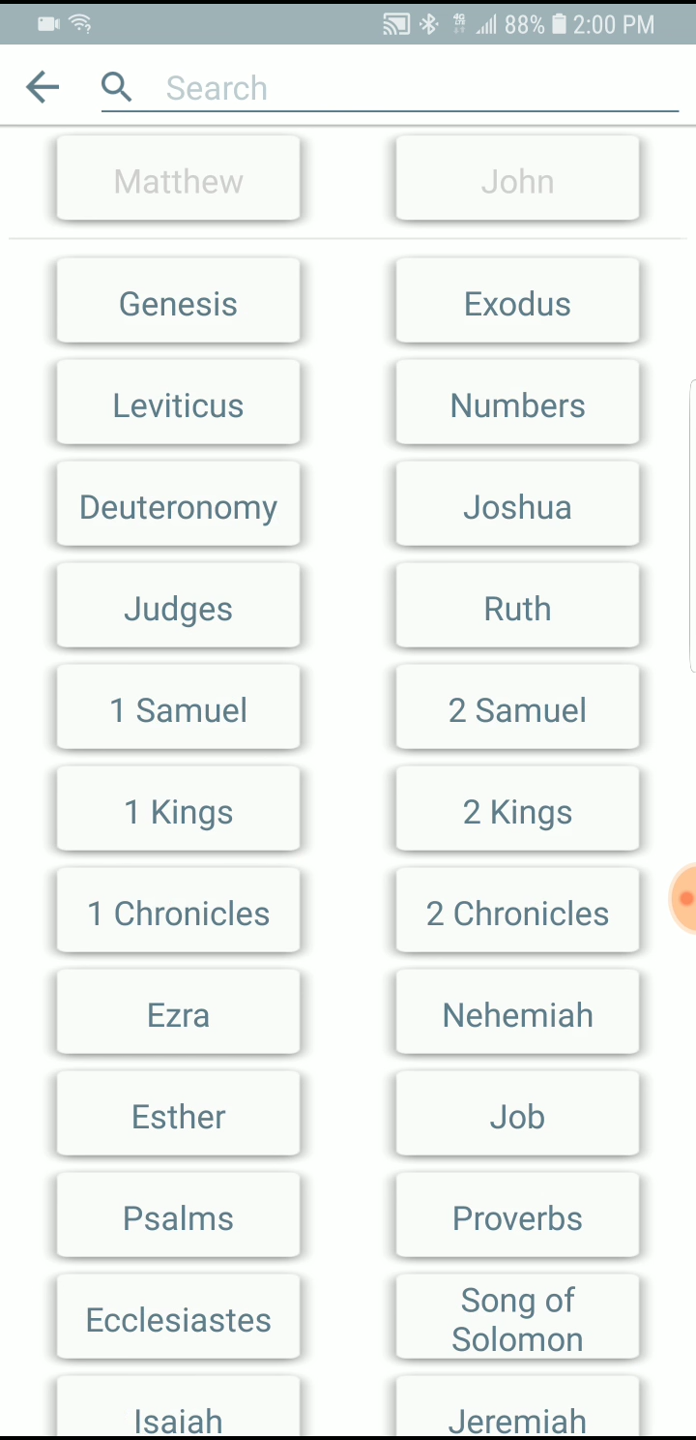 4G LTE 88% 2:00 PM
Search
Matthew John
Genesis Exodus
Leviticus Numbers
Deuteronomy Joshua
Judges Ruth
1 Samuel 2 Samuel
1 Kings 2 Kings
1 Chronicles 2 Chronicles
Ezra Nehemiah
Esther Job
Psalms Proverbs
Ecclesiastes Song of
Solomon
Isaiah Jeremiah